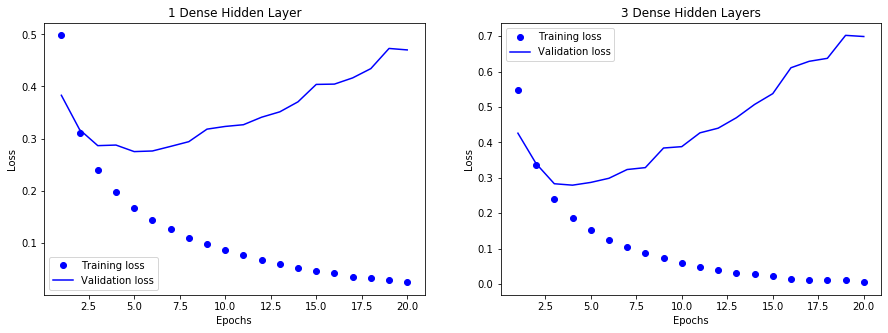 1 Dense Hidden Layer
0.5
0.4
0.3
0.2
0.1
Loss
Training loss
Validation loss
2.5 5.0 7.5 10.0 12.5 15.0 17.5 20.0
Epochs
3 Dense Hidden Layers
Training loss
Validation loss
0.7
0.6
0.5
0.4
0.3
0.2
0.1
0.0
Loss
2.5 5.0 7.5 10.0 12.5 15.0 17.5 20.0
Epochs